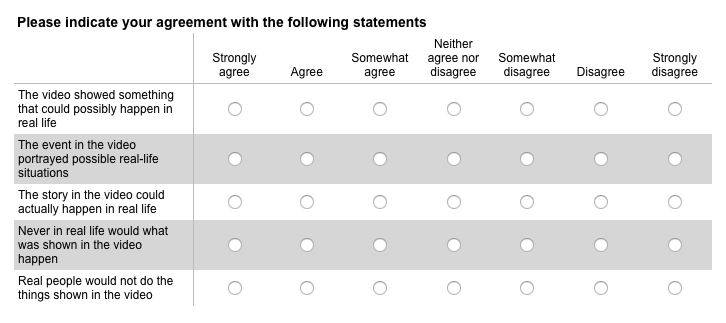 Please indicate your agreement with the following statements
Neither
Strongly Somewhat agree nor Somewhat Strongly
agree Agree agree disagree disagree Disagree disagree
The video showed something
that could possibly happen in
real life
The event in the video
portrayed possible real-life
situations
The story in the video could
actually happen in real life
Never in real life would what
was shown in the video
happen
Real people would not do the
things shown in the video